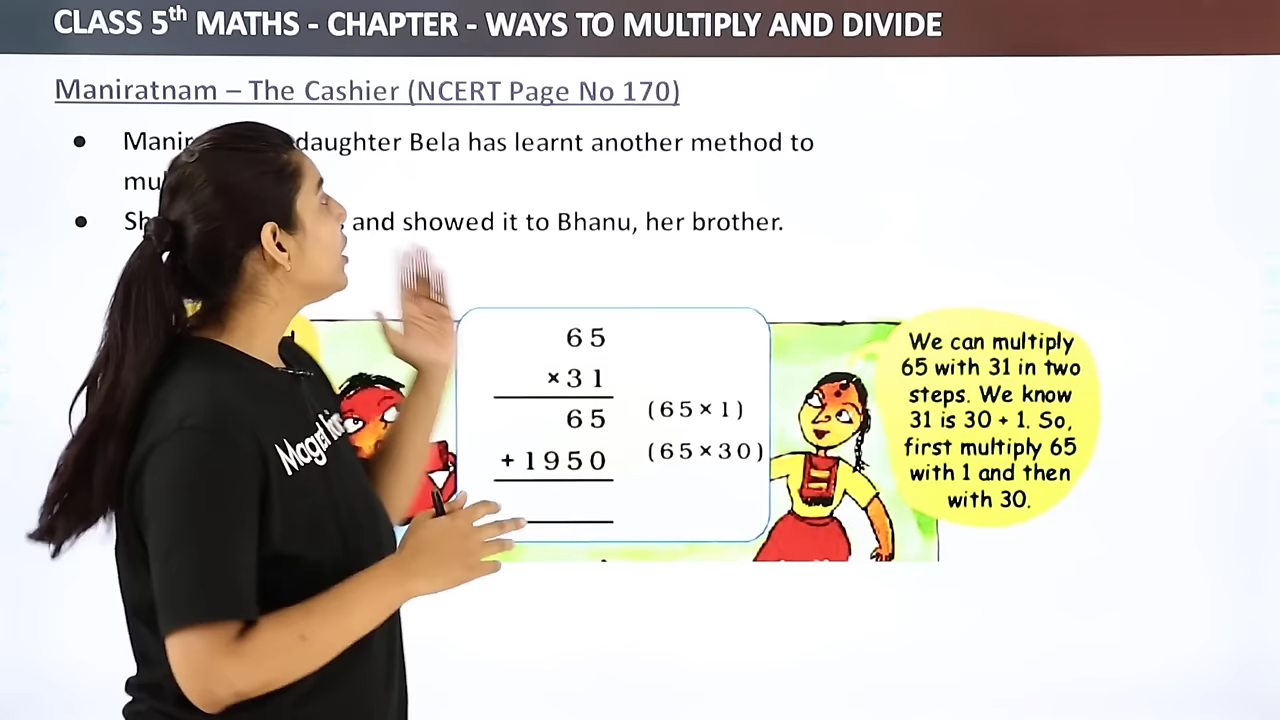 CLASS 5th MATHS - CHAPTER - WAYS TO MULTIPLY AND DIVIDE
Maniratnam – The Cashier (NCERT Page No 170)
● daughter Bela has learnt another method to
● and showed it to Bhanu, her brother.
65
×31
65 (65×1)
+1950 (65×30)
We can multiply
65 with 31 in two
steps. We know
31 is 30 + 1. So,
first multiply 65
with 1 and then
with 30.